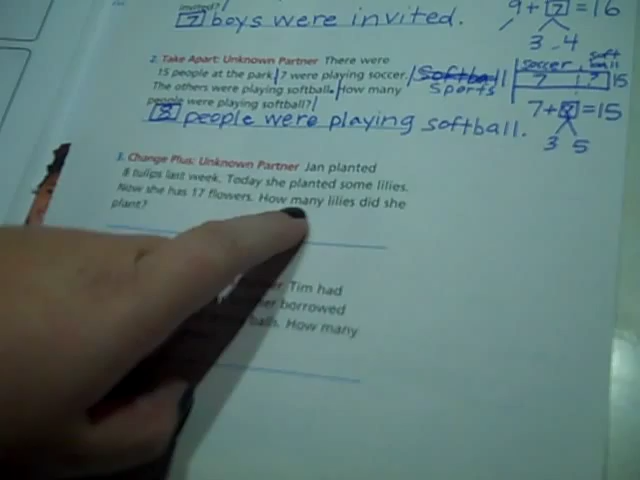 invited?
9 + 7 = 16
7 boys were invited.
3 4
2. Take Apart: Unknown Partner There were
15 people at the park, 7 were playing soccer.
The others were playing softball. How many
people were playing softball?
Softball
Sports
soccer soft ball
7 ? 15
7 + 8 = 15
3 5
8 people were playing softball.
3. Change Plus: Unknown Partner Jan planted
8 tulips last week. Today she planted some lilies.
Now she has 17 flowers. How many lilies did she
plant?
Tim had
borrowed
balls. How many